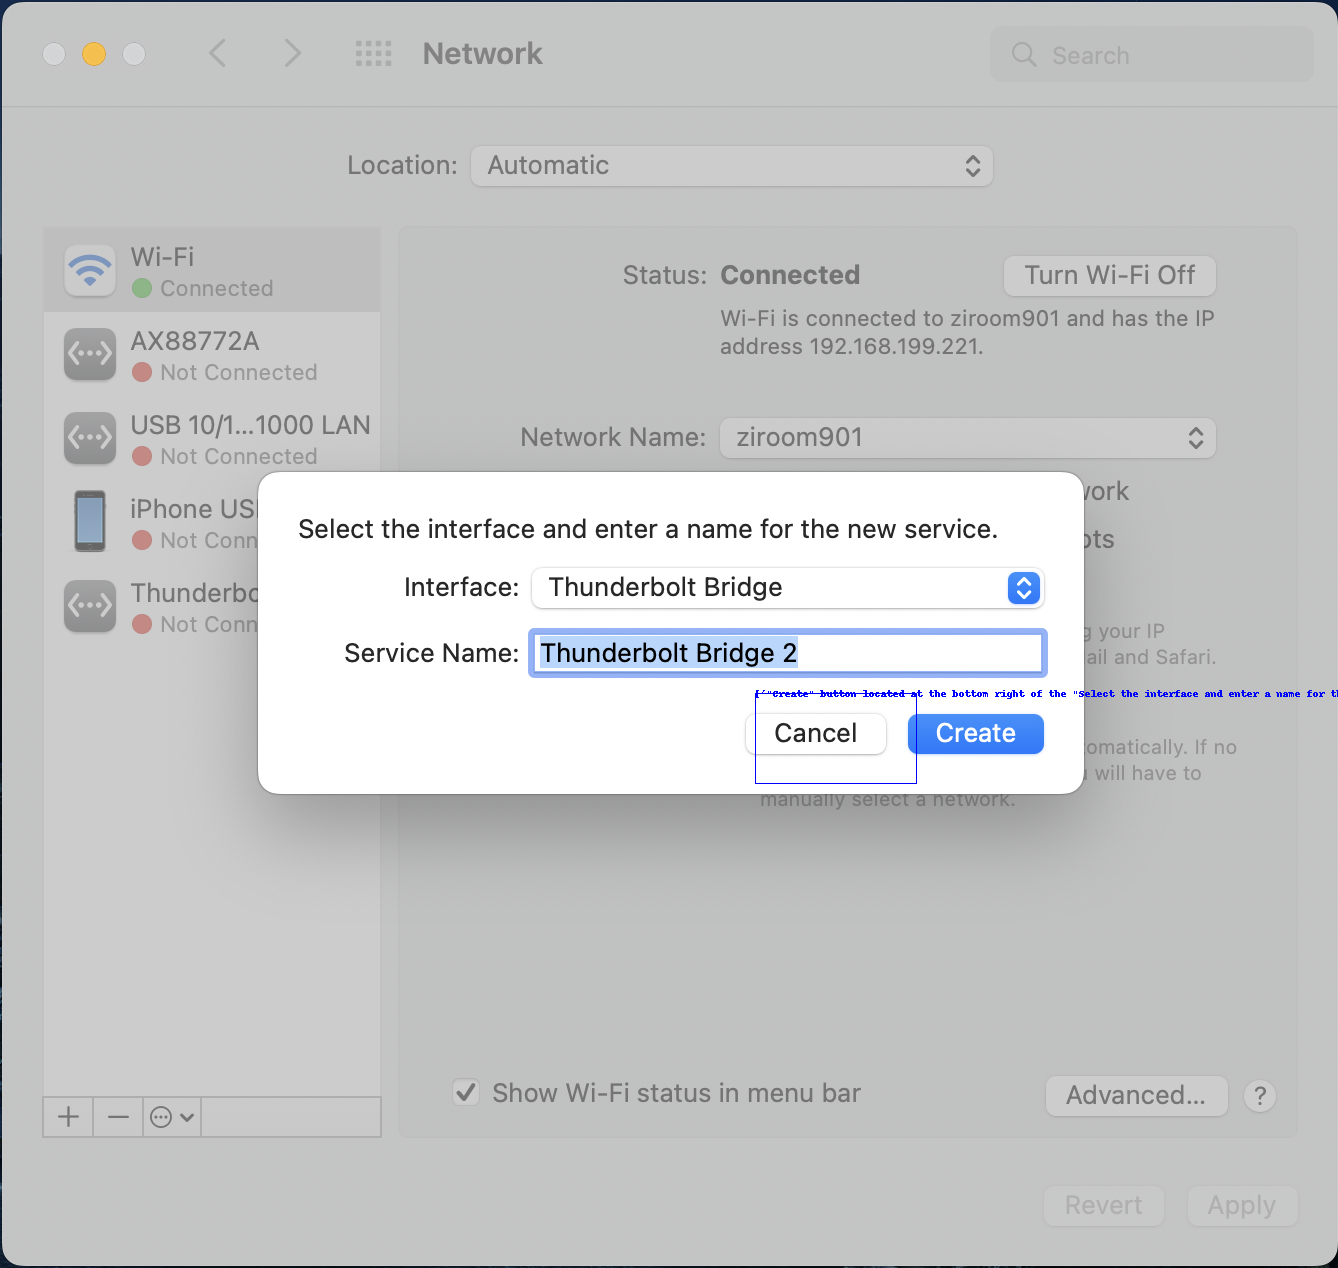 Network
Search
Location:
Automatic
Wi-Fi
Connected
AX88772A
Not Connected
USB 10/1...1000 LAN
Not Connected
iPhone US
Not Conn
Thunderbo
Not Conn
Status: Connected
Turn Wi-Fi Off
Wi-Fi is connected to ziroom901 and has the IP
address 192.168.199.221.
Network Name:
ziroom901
work
ots
g your IP
ail and Safari.
omatically. If no
will have to
manually select a network.
Select the interface and enter a name for the new service.
Interface:
Thunderbolt Bridge
Service Name:
Thunderbolt Bridge 2
"Create" button located at the bottom right of the "Select the interface and enter a name for th
Cancel
Create
Show Wi-Fi status in menu bar
Advanced...
?
Revert
Apply